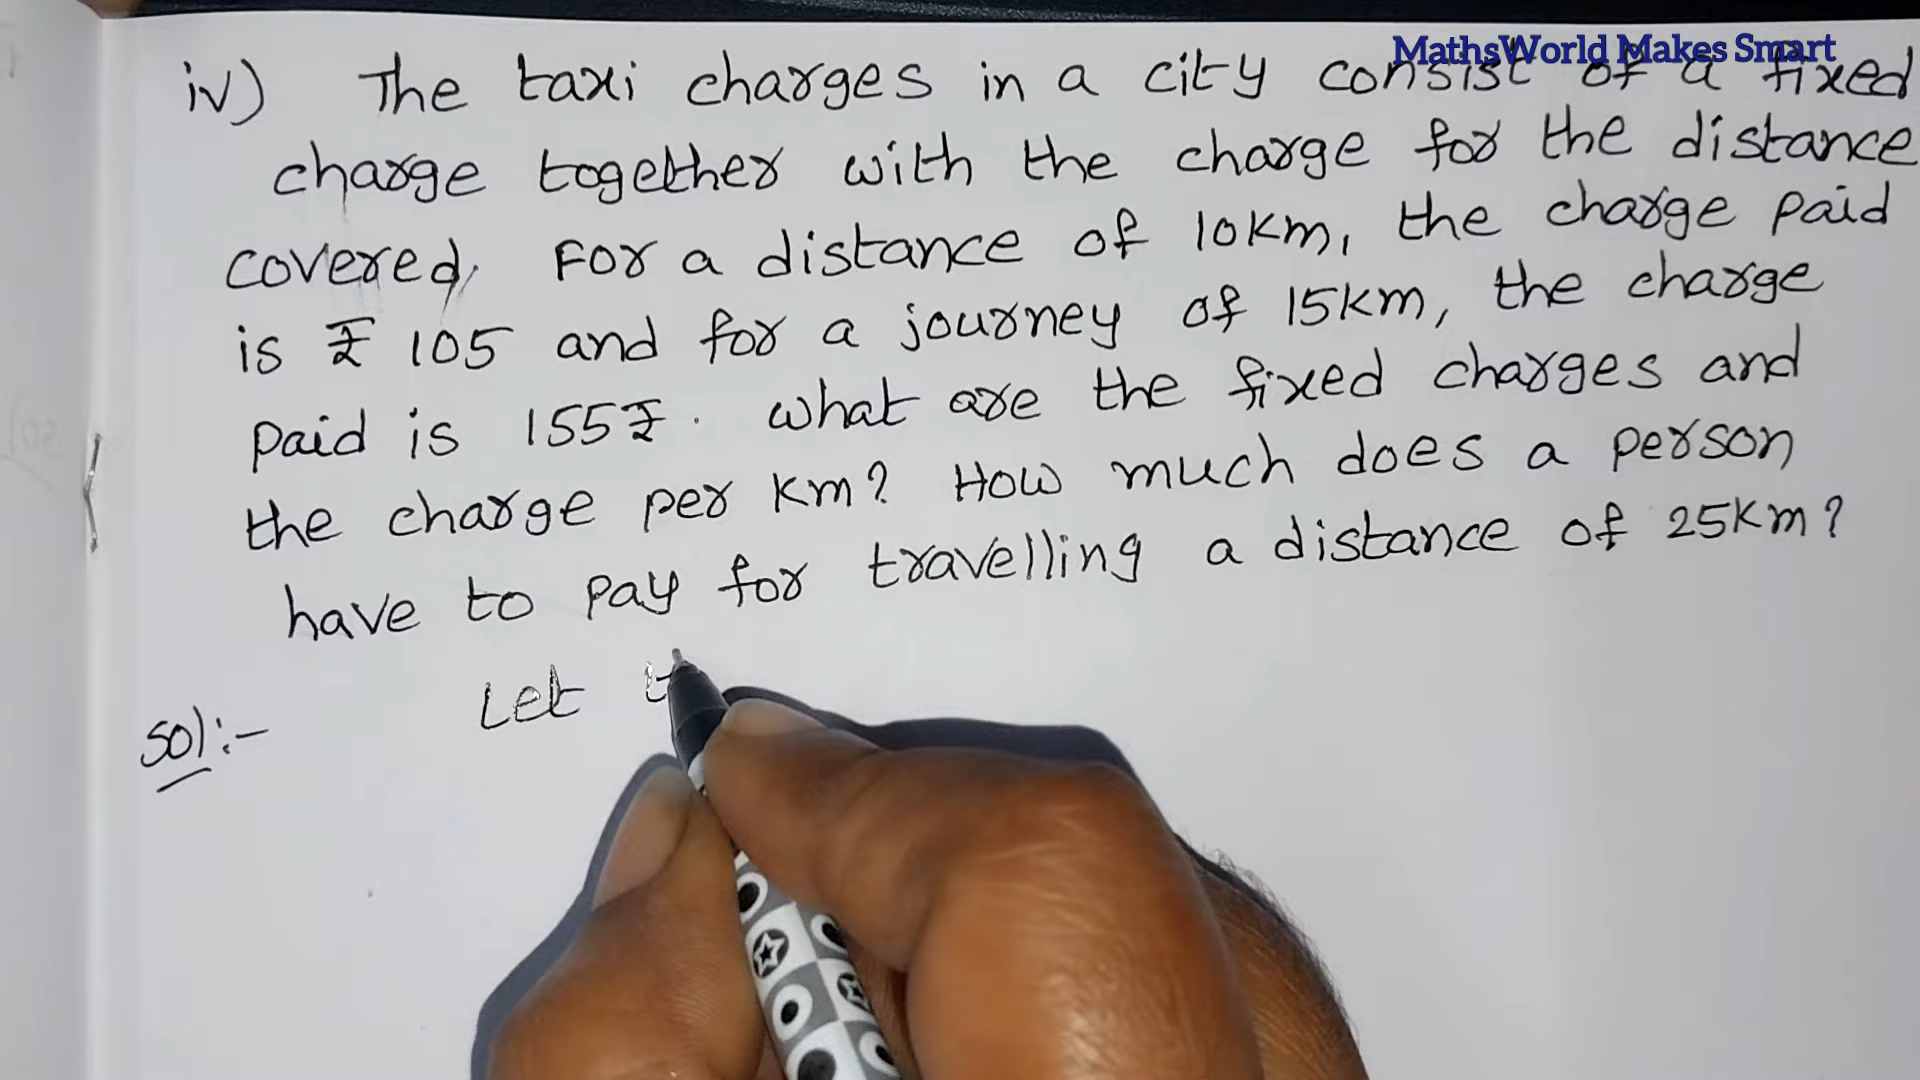 MathsWorld Makes Smart
iv) The taxi charges in a city consist of a fixed
charge together with the charge for the distance
covered. For a distance of 10km, the charge paid
is ₹ 105 and for a journey of 15km, the charge
paid is 155₹. what are the fixed charges and
the charge per km? How much does a person
have to pay for travelling a distance of 25km?
Sol:- Let t